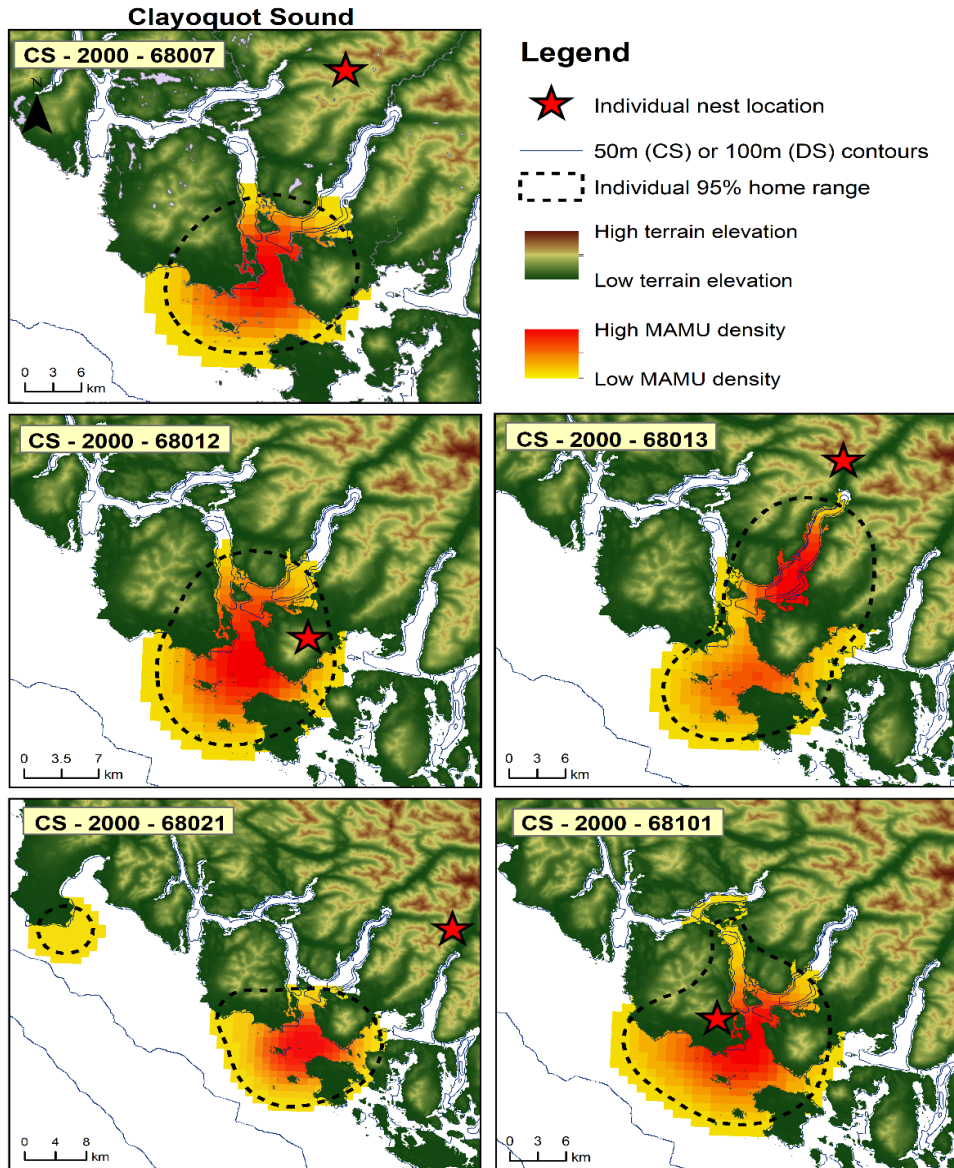 Clayoquot Sound
CS - 2000 - 68007
N
0 3 6
km
Legend
Individual nest location
50m (CS) or 100m (DS) contours
Individual 95% home range
High terrain elevation
Low terrain elevation
High MAMU density
Low MAMU density
CS - 2000 - 68012
0 3.5 7
km
CS - 2000 - 68013
0 3 6
km
CS - 2000 - 68021
0 4 8
km
CS - 2000 - 68101
0 3 6
km